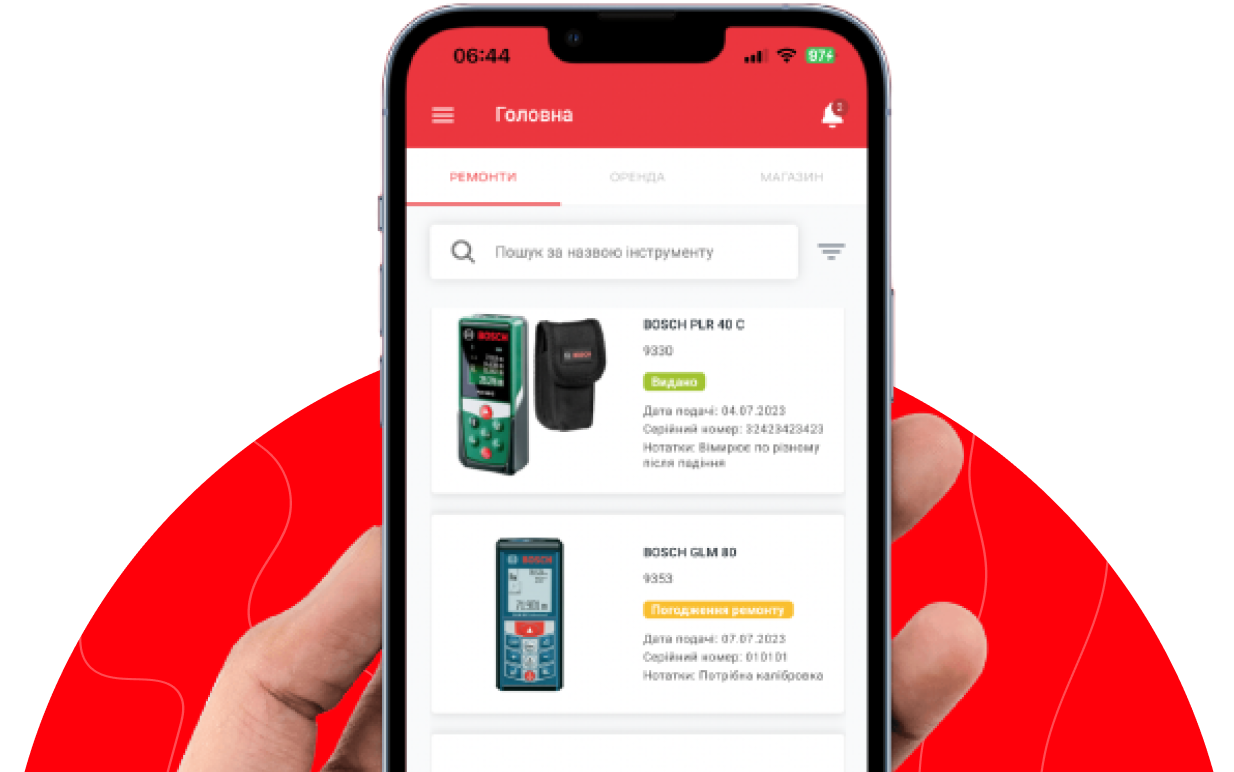 06:44
97
Головна
2
РЕМОНТИ
ОРЕНДА
МАГАЗИН
Пошук за назвою інструменту
BOSCH
BOSCH
BOSCH PLR 40 C
9330
Видано
Дата подачі: 04.07.2023
Серійний номер: 32423423423
Нотатки: Вімирює по різному
після падіння
BOSCH
BOSCH GLM 80
9353
Погодження ремонту
Дата подачі: 07.07.2023
Серійний номер: 010101
Нотатки: Потрібна калібровка